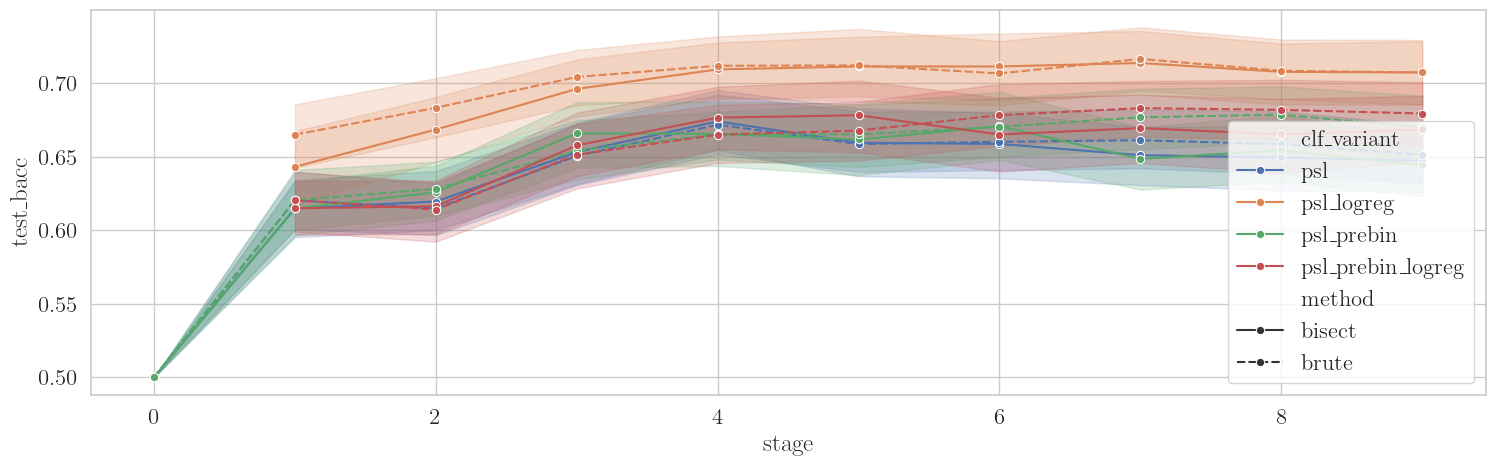 test_bacc
0.70
0.65
0.60
0.55
0.50
0
2
4
6
8
stage
clf_variant
psl
psl_logreg
psl_prebin
psl_prebin_logreg
method
bisect
brute